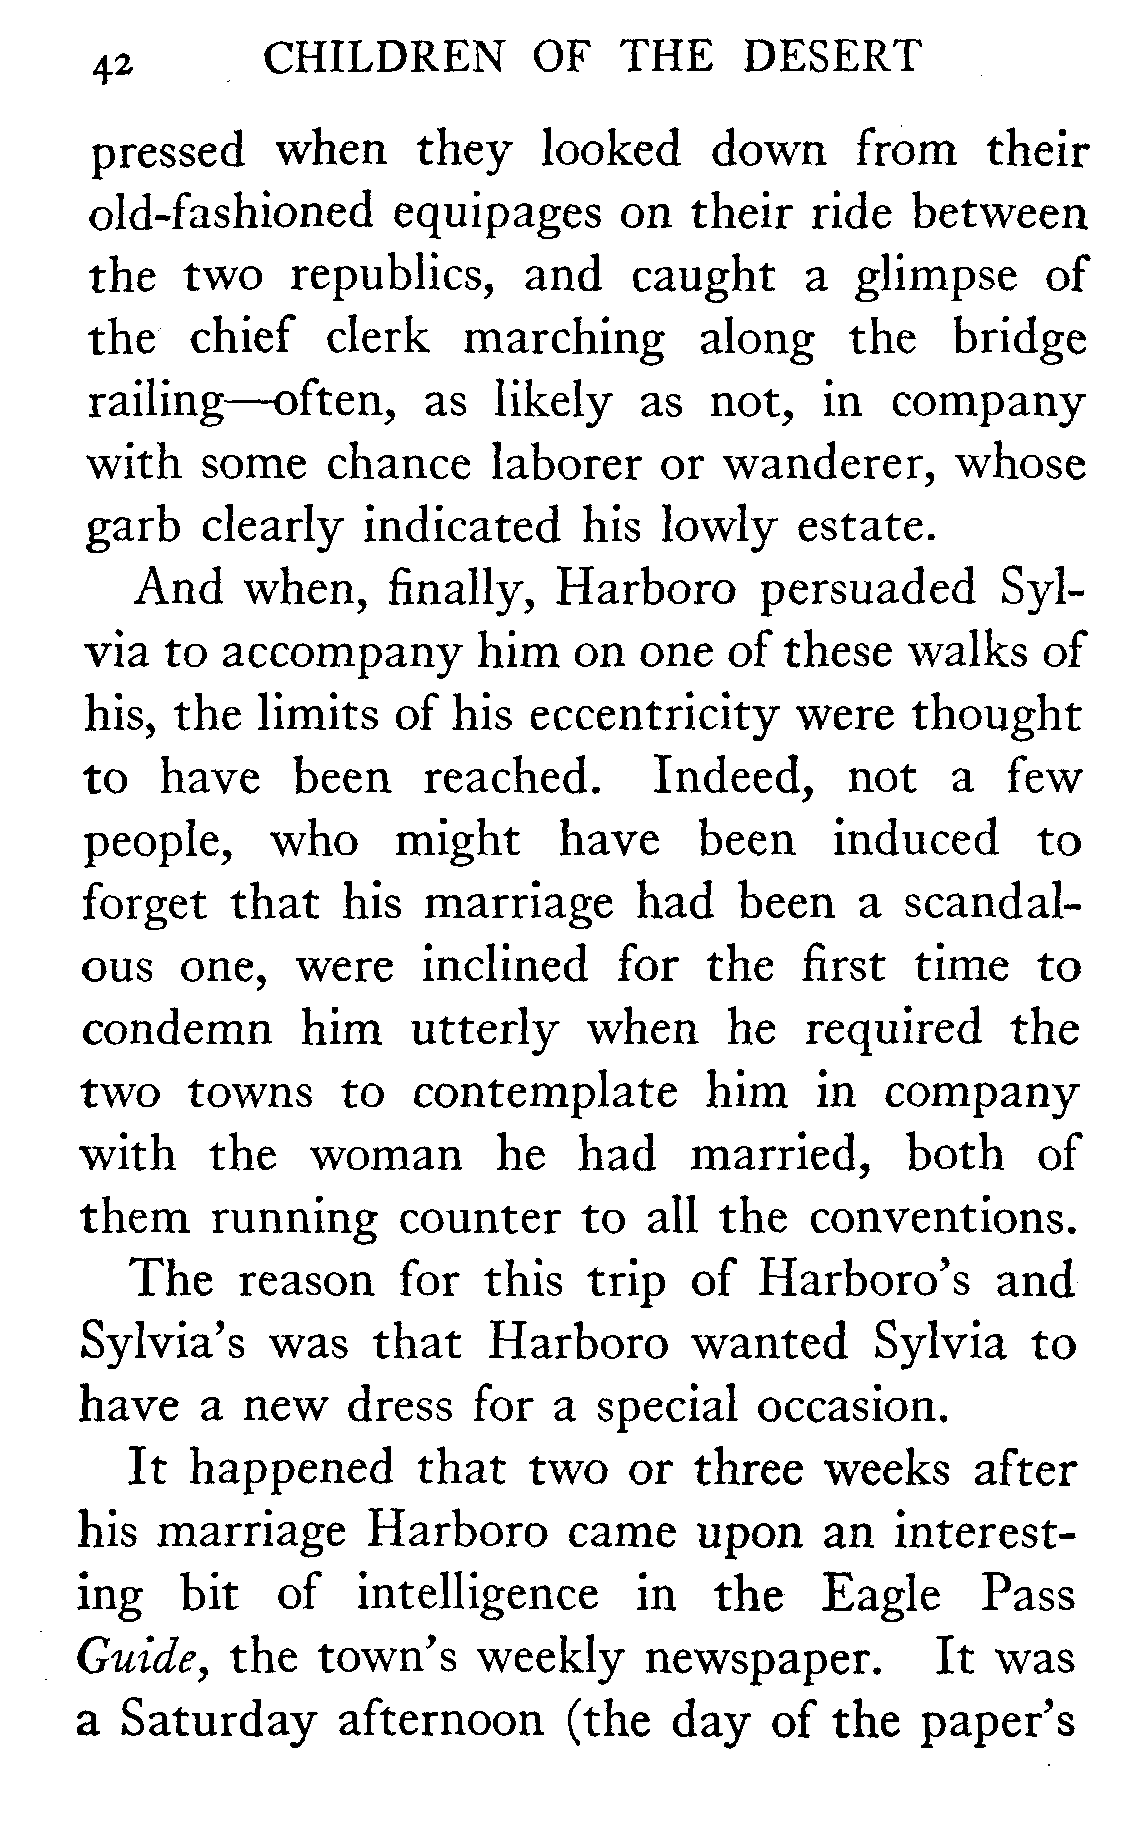 42 CHILDREN OF THE DESERT
pressed when they looked down from their
old-fashioned equipages on their ride between
the two republics, and caught a glimpse of
the chief clerk marching along the bridge
railing—often, as likely as not, in company
with some chance laborer or wanderer, whose
garb clearly indicated his lowly estate.
And when, finally, Harboro persuaded Syl-
via to accompany him on one of these walks of
his, the limits of his eccentricity were thought
to have been reached. Indeed, not a few
people, who might have been induced to
forget that his marriage had been a scandal-
ous one, were inclined for the first time to
condemn him utterly when he required the
two towns to contemplate him in company
with the woman he had married, both of
them running counter to all the conventions.
The reason for this trip of Harboro's and
Sylvia's was that Harboro wanted Sylvia to
have a new dress for a special occasion.
It happened that two or three weeks after
his marriage Harboro came upon an interest-
ing bit of intelligence in the Eagle Pass
Guide, the town's weekly newspaper. It was
a Saturday afternoon (the day of the paper's